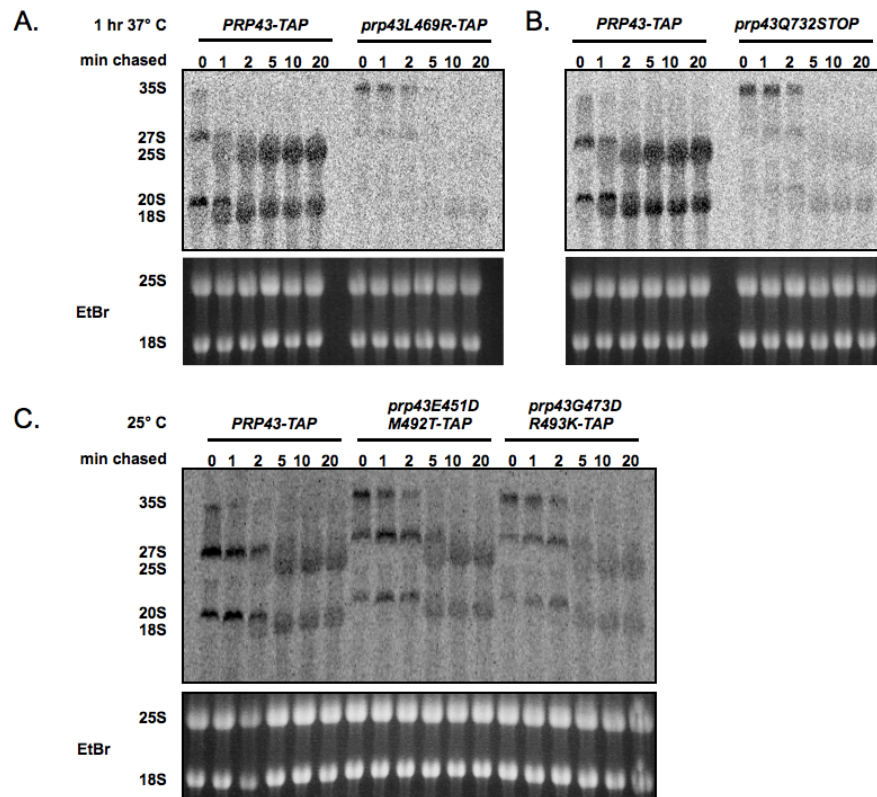 A.
1 hr 37° C PRP43-TAP prp43L469R-TAP
min chased 0 1 2 5 10 20 0 1 2 5 10 20
35S
27S
25S
20S
18S
25S
EtBr
18S
B.
PRP43-TAP prp43Q732STOP
0 1 2 5 10 20 0 1 2 5 10 20
C.
25° C PRP43-TAP prp43E451D M492T-TAP prp43G473D R493K-TAP
min chased 0 1 2 5 10 20 0 1 2 5 10 20 0 1 2 5 10 20
35S
27S
25S
20S
18S
25S
EtBr
18S